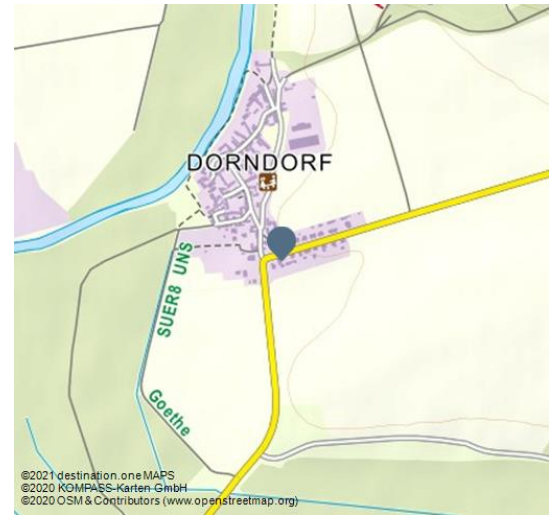 DORNDORF
SUER8 UNS
Goethe
©2021 destination.one MAPS
©2020 KOMPASS-Karten GmbH
©2020 OSM & Contributors (www.openstreetmap.org)